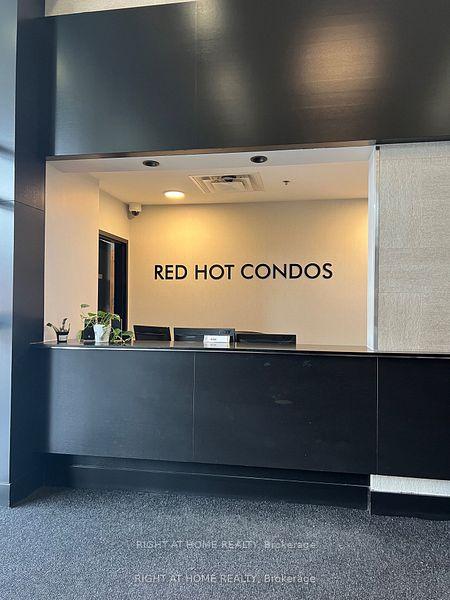 RED HOT CONDOS
RIGHT AT HOME REALTY, Brokerage
RIGHT AT HOME REALTY, Brokerage